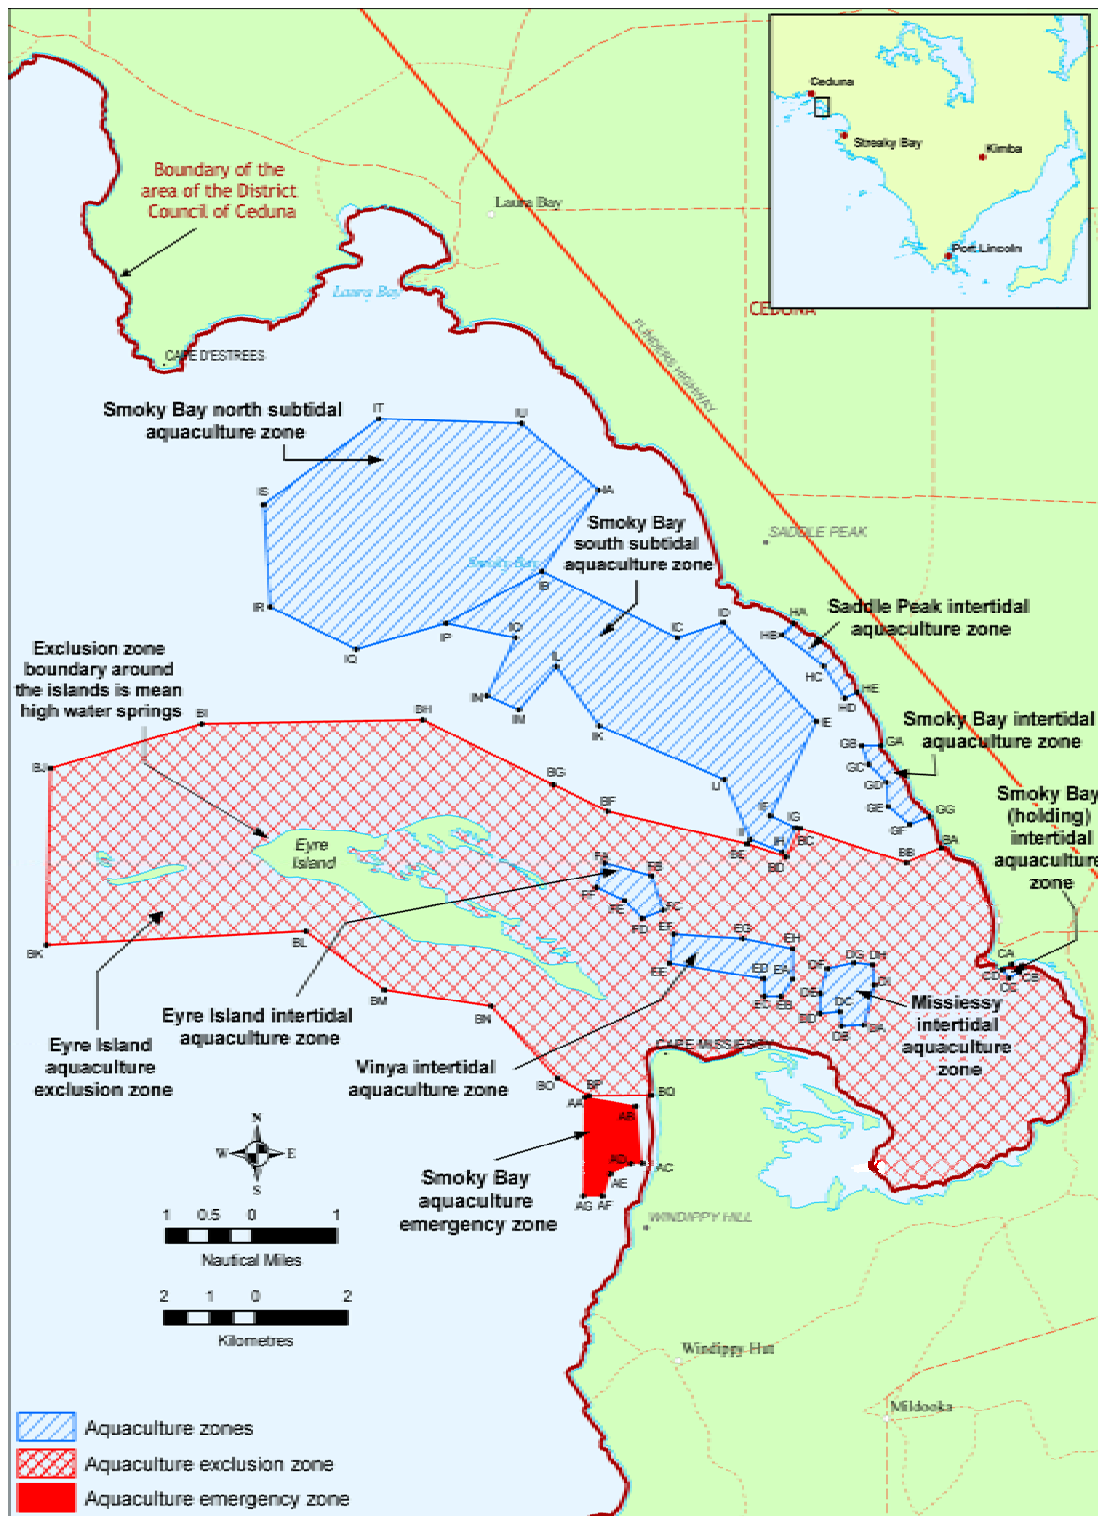 Ceduna
Streaky Bay
Kimba
Port Lincoln
CEDUNA
Boundary of the
area of the District
Council of Ceduna
Laura Bay
Laura Bay
CAPE D'ESTREES
FLINDERS HIGHWAY
Smoky Bay north subtidal
aquaculture zone
IT
IU
IS
IA
Smoky Bay
south subtidal
aquaculture zone
SADDLE PEAK
Smoky Bay
IB
IR
IP
IO
IQ
IC
ID
HA
HB
Saddle Peak intertidal
aquaculture zone
IL
HC
HE
HD
Exclusion zone
boundary around
the islands is mean
high water springs
IM
IK
IE
Smoky Bay intertidal
aquaculture zone
BI
BH
GB
GA
GC
BJ
BG
IJ
GD
GE
GG
GF
Smoky Bay
(holding)
intertidal
aquaculture
zone
BF
IF
IG
BC
BE
IH
BD
BB
BA
Eyre
Island
FA
FB
FF
FE
FC
FD
BK
BL
EF
EG
EH
EE
ED
EA
EC
EB
DF
DG
DH
DI
DE
DC
DD
DB
DA
CA
CD
CB
CC
BM
BN
Eyre Island intertidal
aquaculture zone
Missiessy
intertidal
aquaculture
zone
Eyre Island
aquaculture
exclusion zone
Vinya intertidal
aquaculture zone
CAPE MISSIESSY
BO
BP
BQ
AA
AB
AD
AC
AE
AG AF
N
W E
S
Smoky Bay
aquaculture
emergency zone
WINDIPPY HILL
1 0.5 0 1
Nautical Miles
2 1 0 2
Kilometres
Windippy Hut
Mildooka
Aquaculture zones
Aquaculture exclusion zone
Aquaculture emergency zone